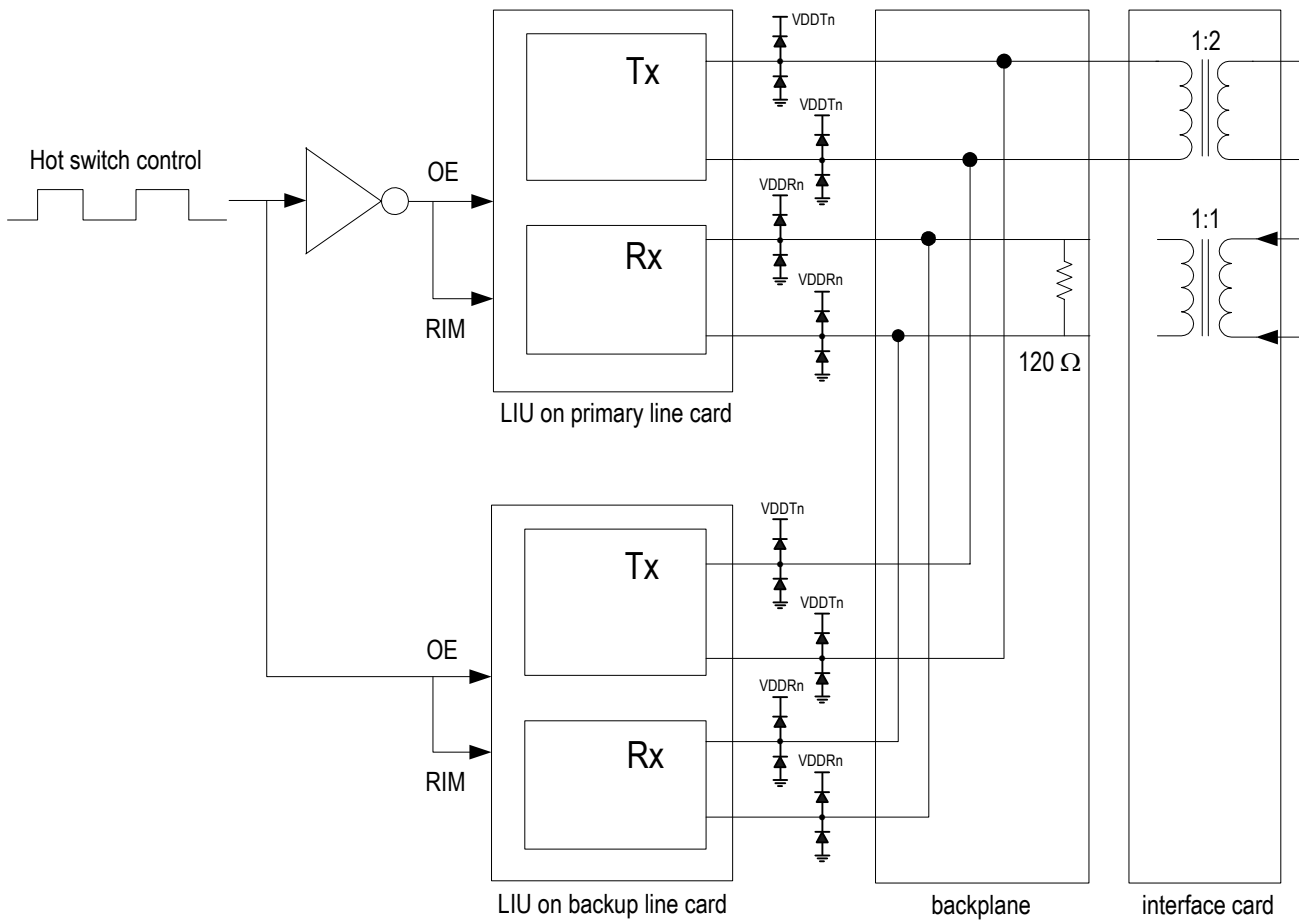 VDDTn
Tx
1:2
VDDTn
Hot switch control
OE
VDDRn
Rx
1:1
VDDRn
RIM
120 Ω
LIU on primary line card
VDDTn
Tx
VDDTn
OE
VDDRn
Rx
VDDRn
RIM
LIU on backup line card
backplane
interface card